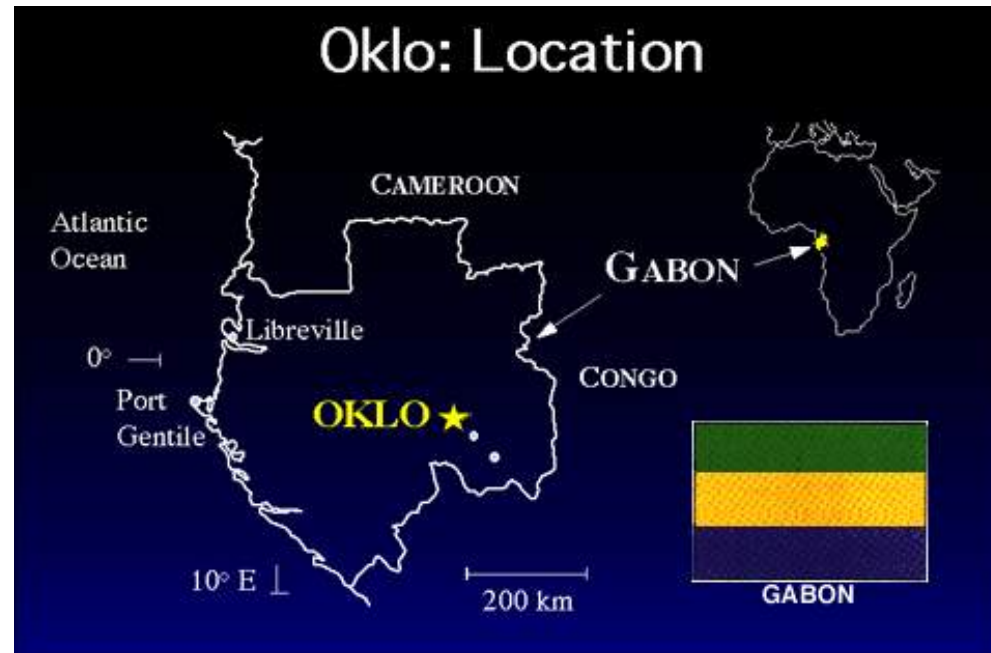 Oklo: Location
CAMEROON
Atlantic
Ocean
GABON
Libreville
0°
CONGO
Port
Gentile
OKLO
10° E
200 km
GABON